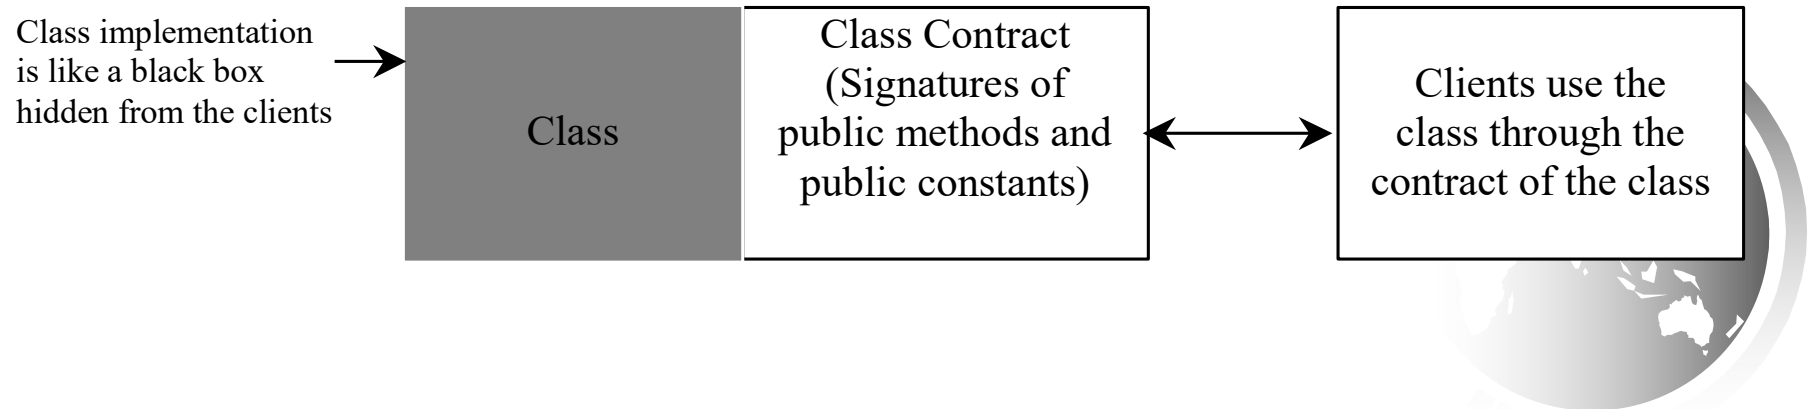 Class implementation
is like a black box
hidden from the clients
Class
Class Contract
(Signatures of
public methods and
public constants)
Clients use the
class through the
contract of the class